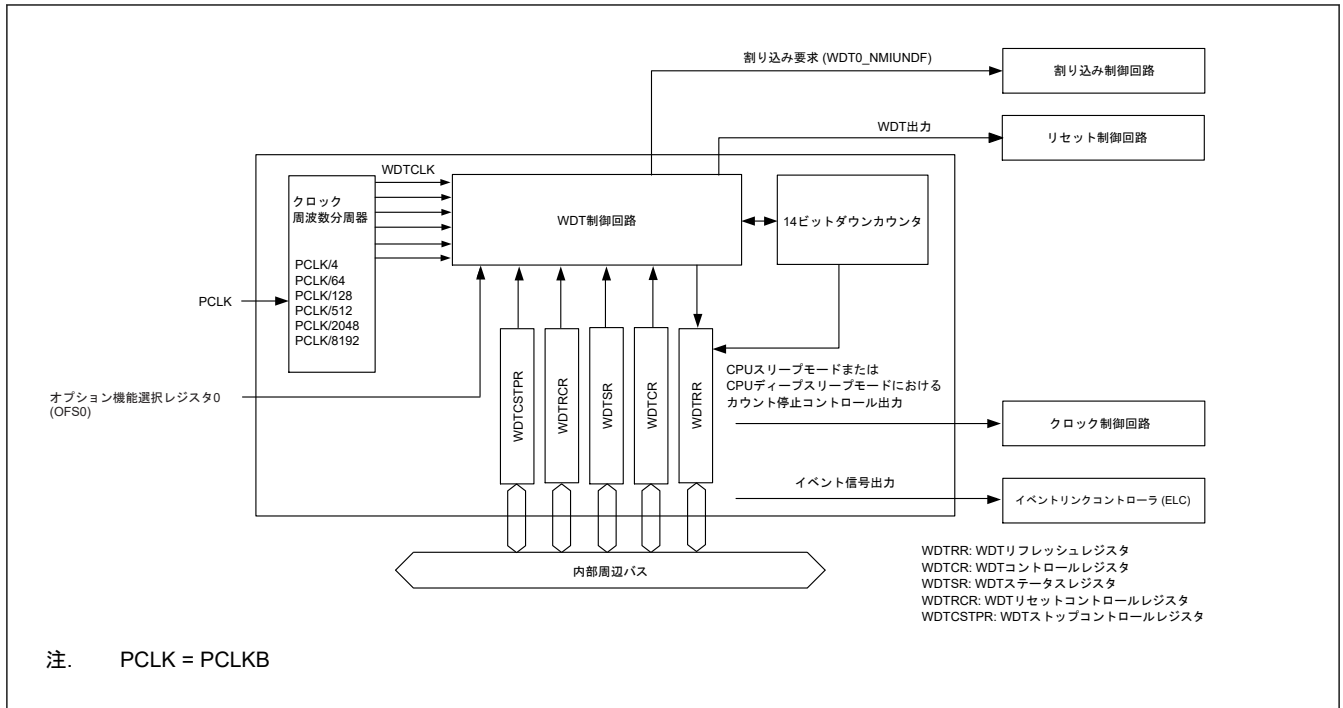 割り込み要求 (WDT0_NMIUNDF)
割り込み制御回路
WDT出力
リセット制御回路
WDTCLK
クロック
周波数分周器
PCLK/4
PCLK/64
PCLK/128
PCLK/512
PCLK/2048
PCLK/8192
WDT制御回路
14ビットダウンカウンタ
PCLK
オプション機能選択レジスタ0
(OFS0)
WDTCSTPR
WDTRCR
WDTSR
WDTCR
WDTRR
CPUスリープモードまたは
CPUディープスリープモードにおける
カウント停止コントロール出力
クロック制御回路
イベント信号出力
イベントリンクコントローラ (ELC)
内部周辺バス
WDTRR: WDTリフレッシュレジスタ
WDTCR: WDTコントロールレジスタ
WDTSR: WDTステータスレジスタ
WDTRCR: WDTリセットコントロールレジスタ
WDTCSTPR: WDTストップコントロールレジスタ
注. PCLK = PCLKB